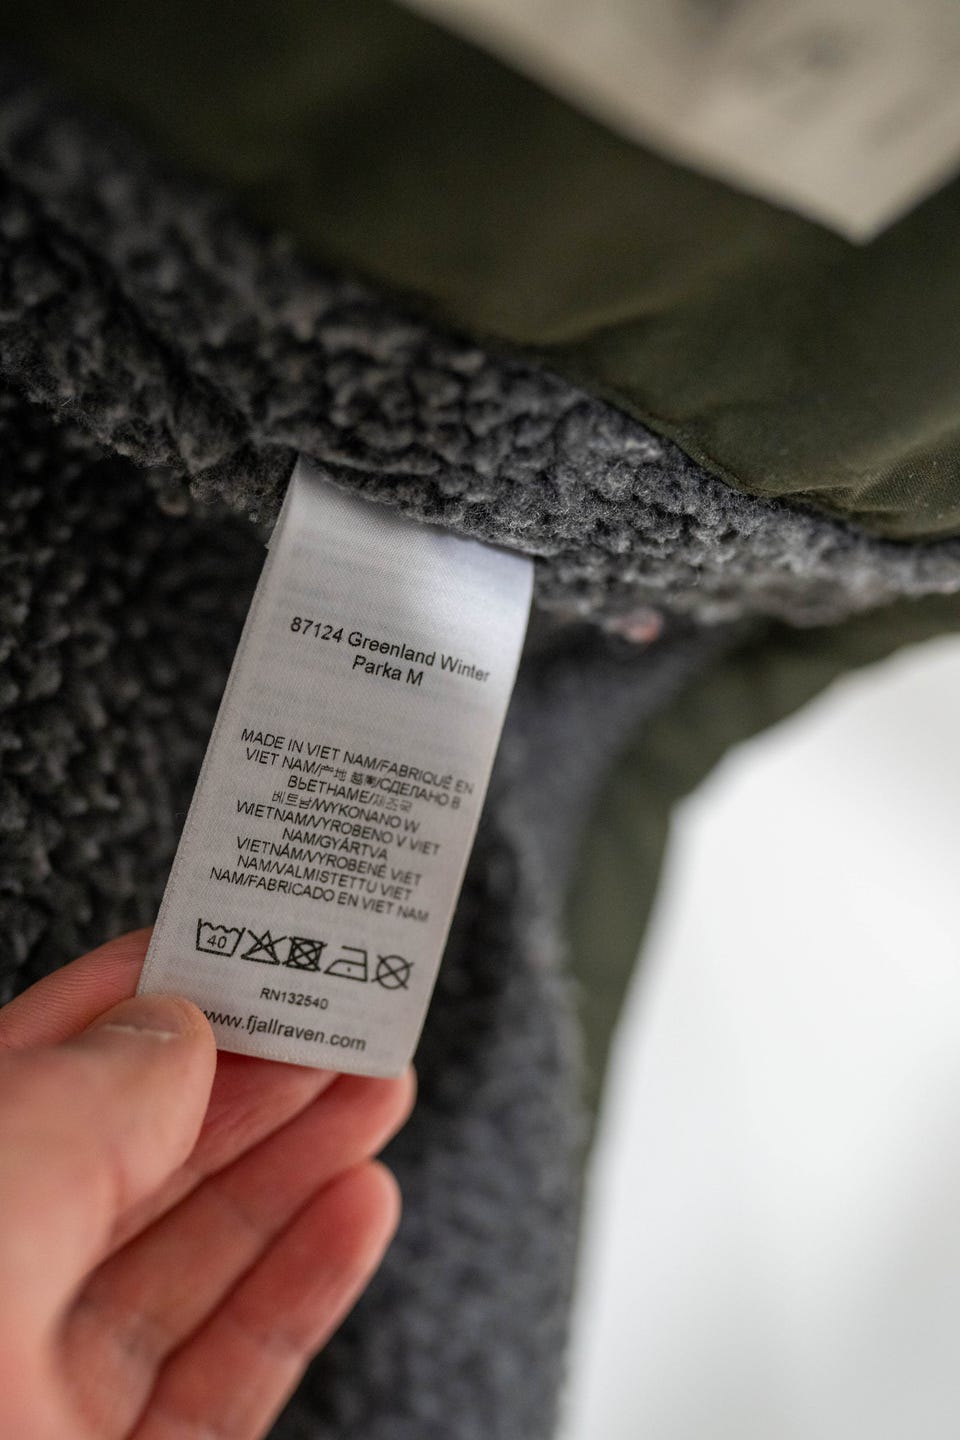 87124 Greenland Winter
Parka M
MADE IN VIET NAM/FABRIQUÉ EN
VIET NAM/产地 越南/СДЕЛАНО В
ВЬЕТНАМЕ/제조국
베트남/WYKONANO W
WIETNAM/VYROBENO V VIET
NAM/GYÁRTVA
VIETNÁM/VYROBENÉ VIET
NAM/VALMISTETTU VIET
NAM/FABRICADO EN VIET NAM
40
RN132540
www.fjallraven.com